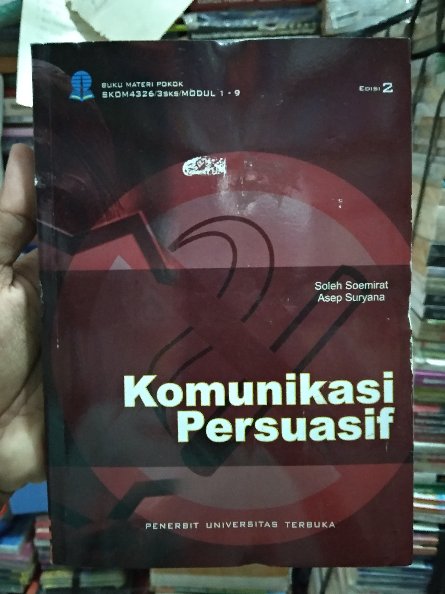 BUKU MATERI POKOK
SKOM4326/3SKS/MODUL 1 - 9
EDISI 2
Soleh Soemirat
Asep Suryana
Komunikasi
Persuasif
PENERBIT UNIVERSITAS TERBUKA